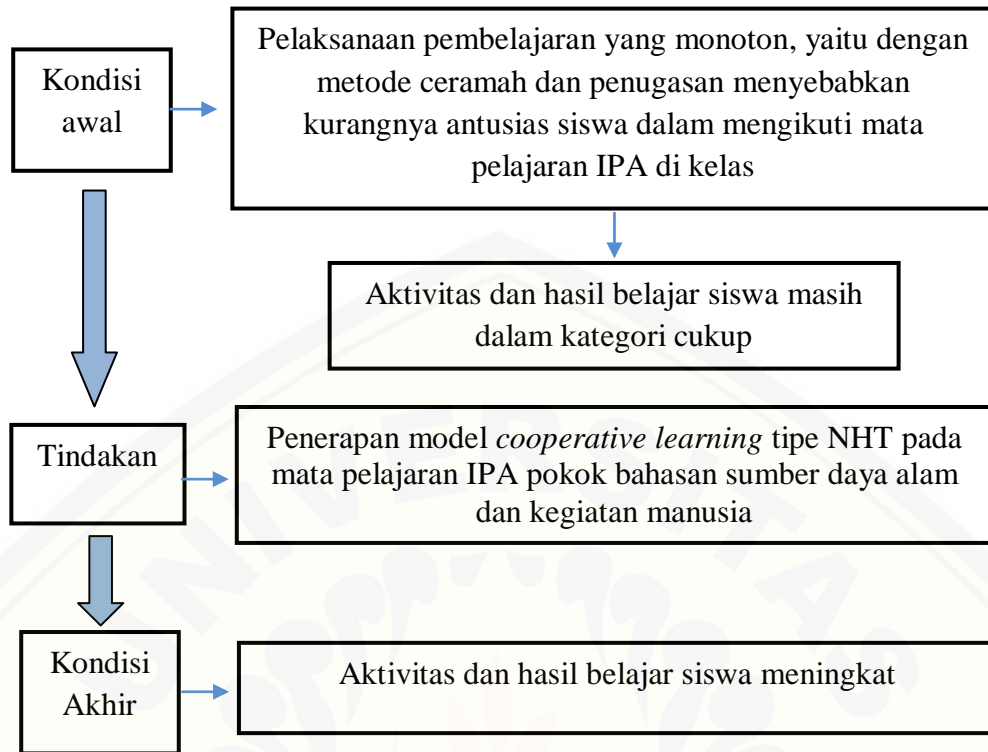 Kondisi
awal
Pelaksanaan pembelajaran yang monoton, yaitu dengan
metode ceramah dan penugasan menyebabkan
kurangnya antusias siswa dalam mengikuti mata
pelajaran IPA di kelas
Aktivitas dan hasil belajar siswa masih
dalam kategori cukup
Tindakan
Penerapan model cooperative learning tipe NHT pada
mata pelajaran IPA pokok bahasan sumber daya alam
dan kegiatan manusia
Kondisi
Akhir
Aktivitas dan hasil belajar siswa meningkat
UNIVERSITAS